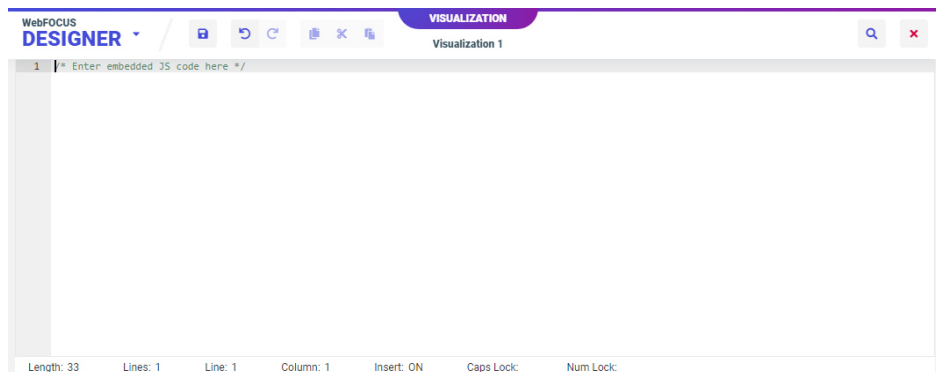 WebFOCUS
DESIGNER
VISUALIZATION
Visualization 1
1 /* Enter embedded JS code here */
Length: 33 Lines: 1 Line: 1 Column: 1 Insert: ON Caps Lock: Num Lock: